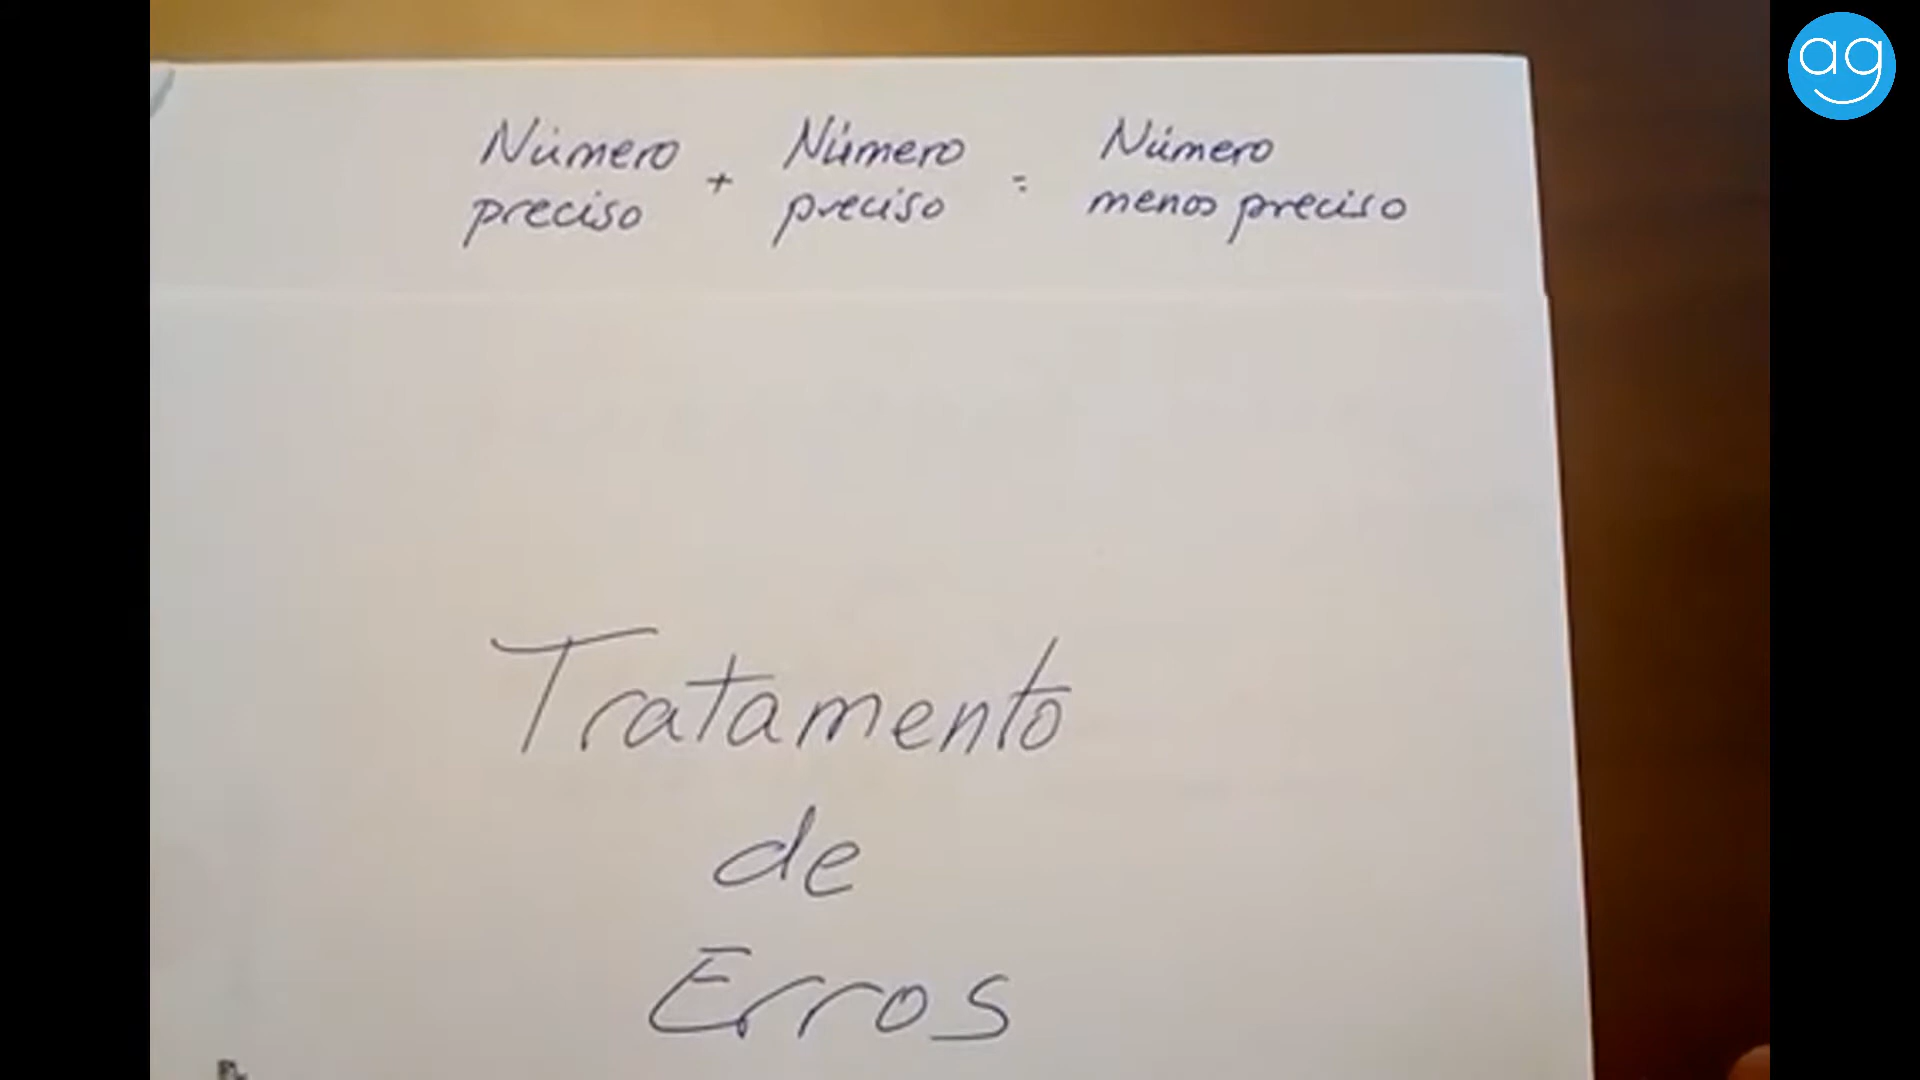 Número + Número = Número
preciso preciso menos preciso
Tratamento
de
Erros
ag